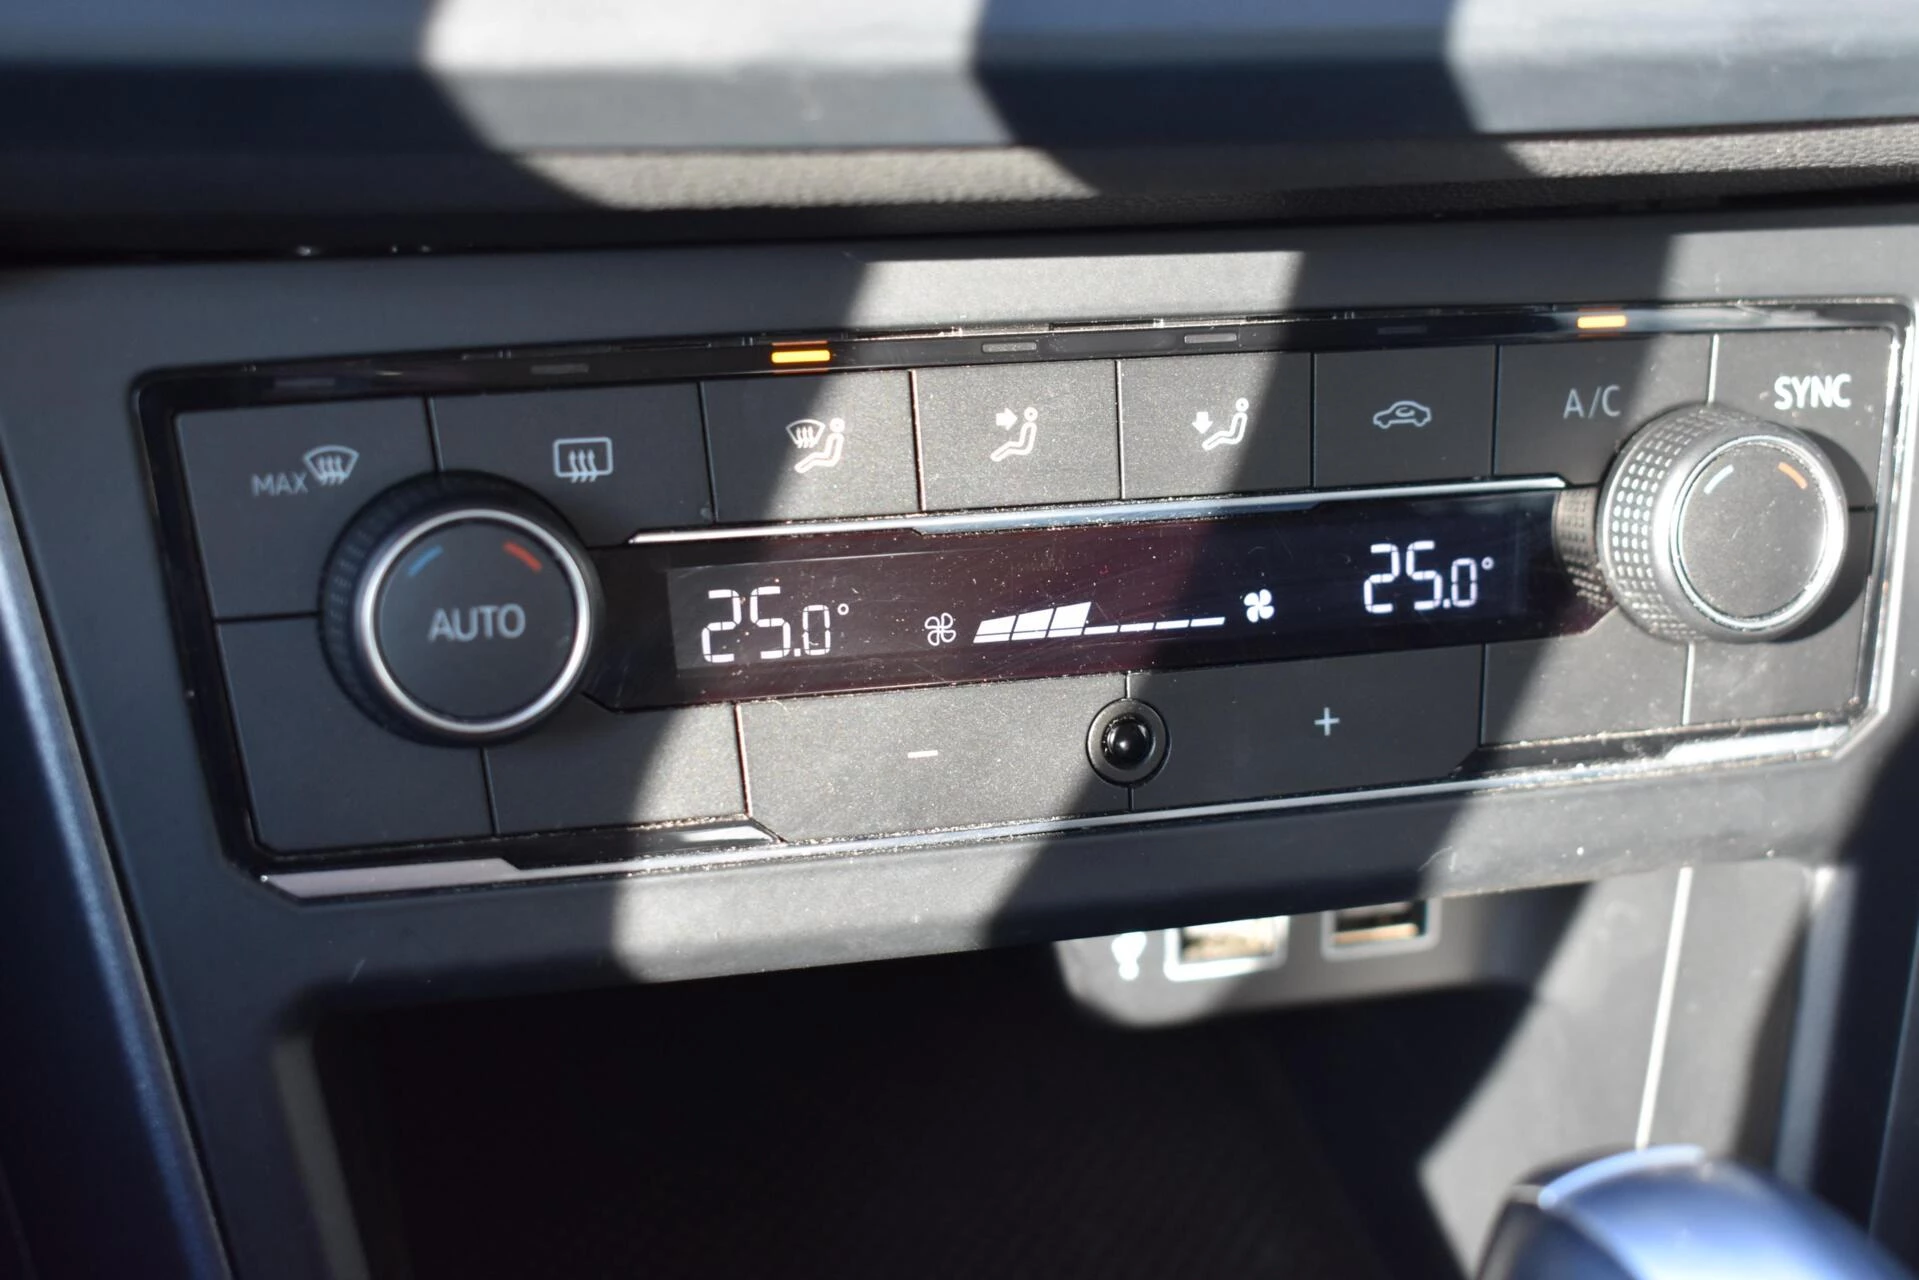 MAX
A/C
SYNC
AUTO
25.0°
25.0°
−
+